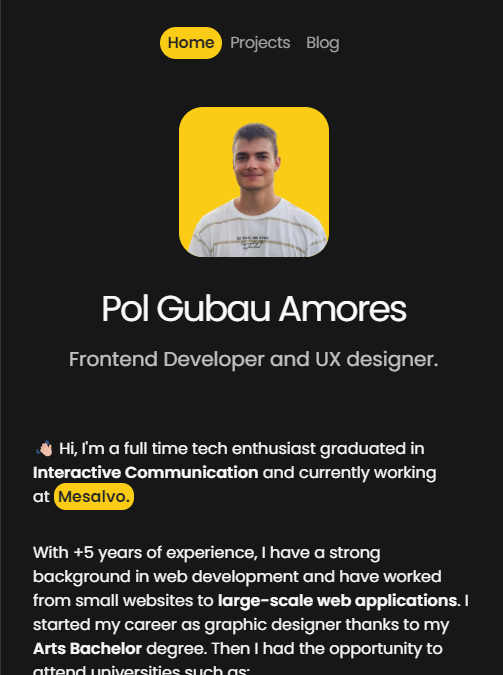 Home Projects Blog
Pol Gubau Amores
Frontend Developer and UX designer.
👋🏻 Hi, I'm a full time tech enthusiast graduated in
Interactive Communication and currently working
at Mesalvo.
With +5 years of experience, I have a strong
background in web development and have worked
from small websites to large-scale web applications. I
started my career as graphic designer thanks to my
Arts Bachelor degree. Then I had the opportunity to
attend universities such as: